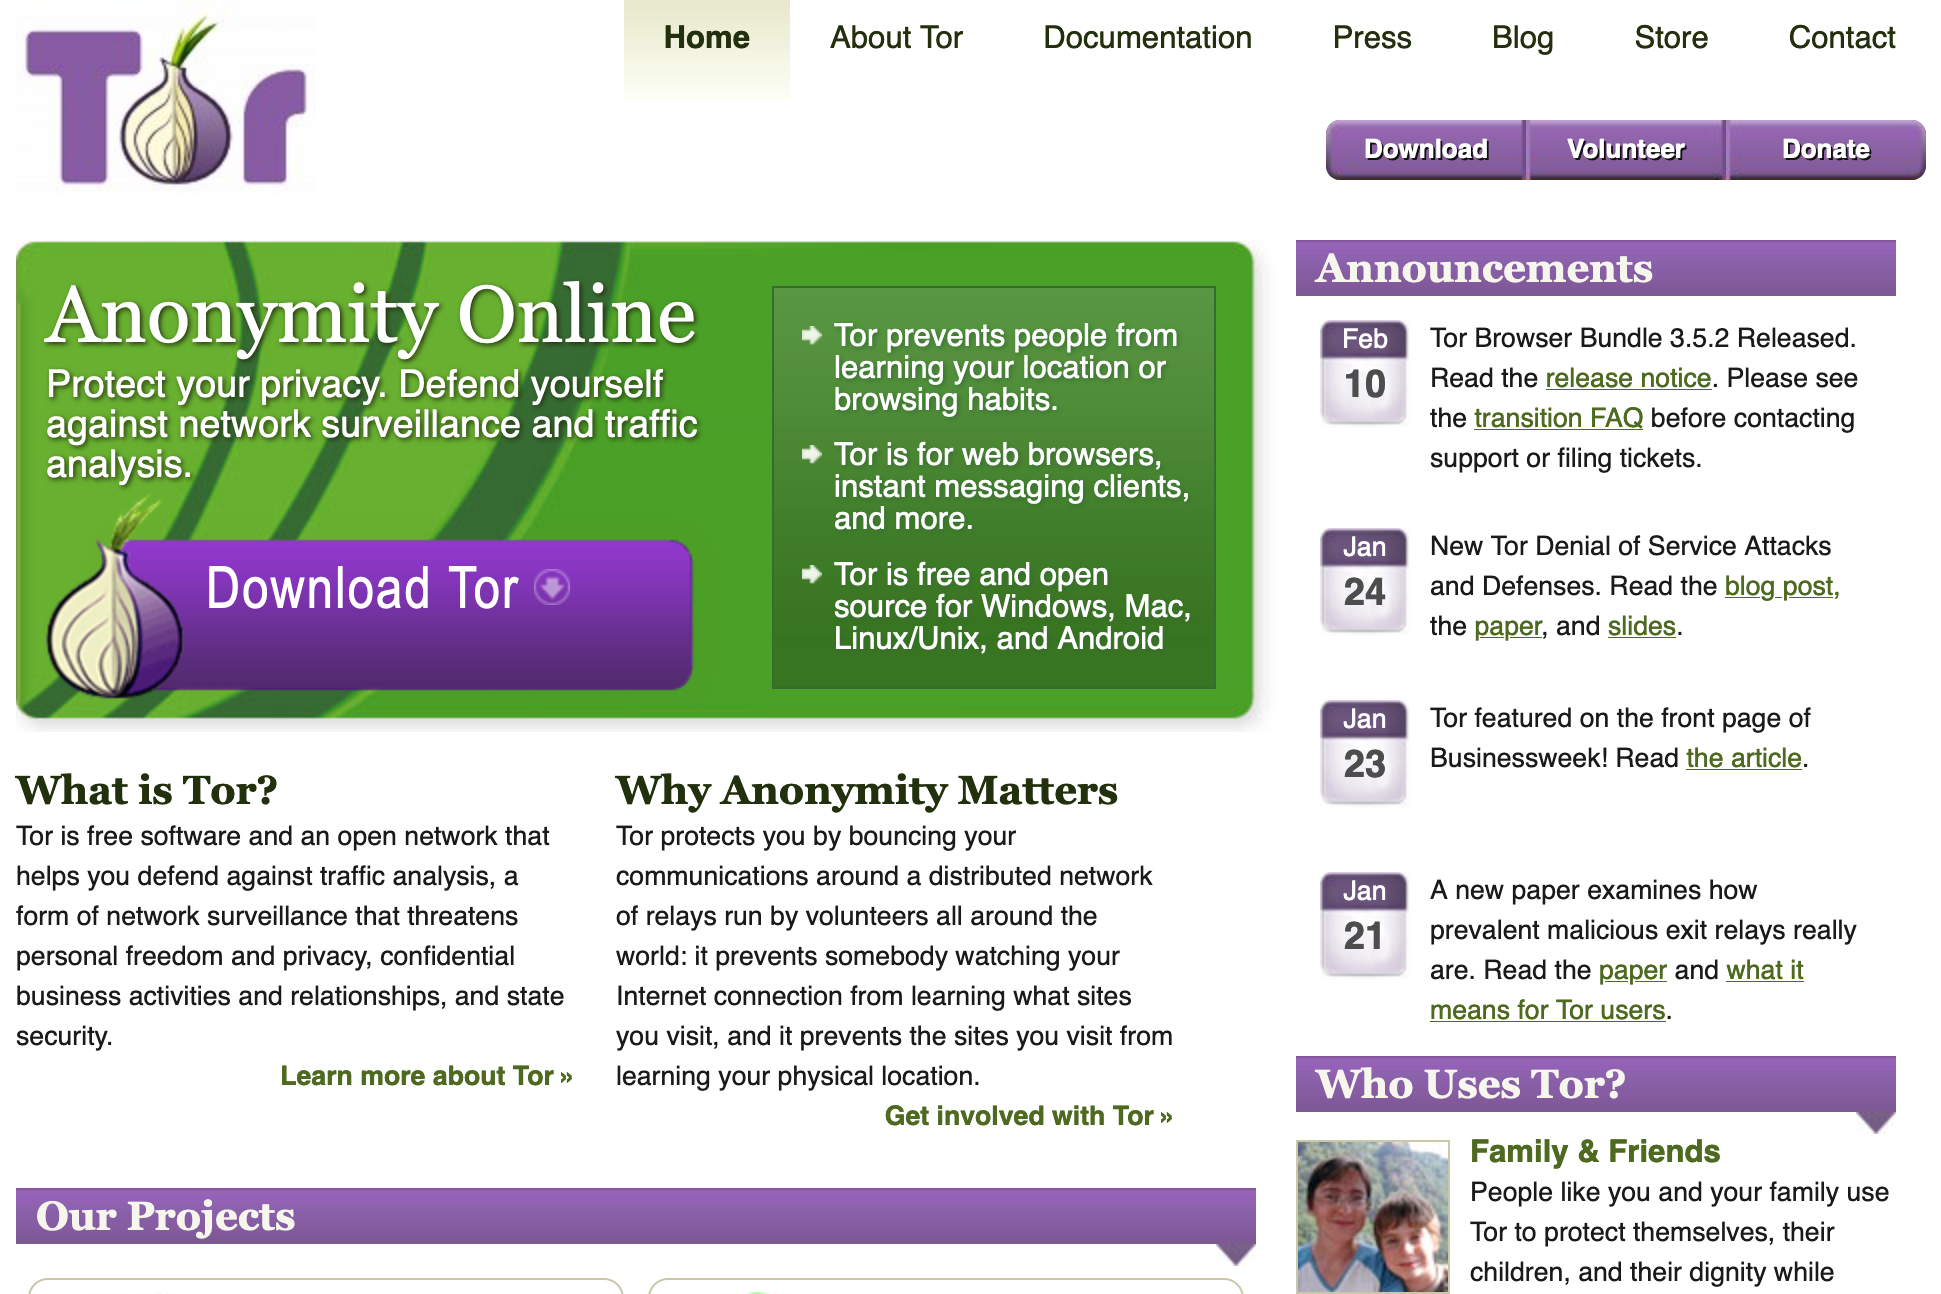 Tor
Home
About Tor
Documentation
Press
Blog
Store
Contact
Download
Volunteer
Donate
Anonymity Online
Protect your privacy. Defend yourself
against network surveillance and traffic
analysis.
Download Tor
Tor prevents people from
learning your location or
browsing habits.
Tor is for web browsers,
instant messaging clients,
and more.
Tor is free and open
source for Windows, Mac,
Linux/Unix, and Android
What is Tor?
Tor is free software and an open network that
helps you defend against traffic analysis, a
form of network surveillance that threatens
personal freedom and privacy, confidential
business activities and relationships, and state
security.
Learn more about Tor »
Why Anonymity Matters
Tor protects you by bouncing your
communications around a distributed network
of relays run by volunteers all around the
world: it prevents somebody watching your
Internet connection from learning what sites
you visit, and it prevents the sites you visit from
learning your physical location.
Get involved with Tor »
Our Projects
Announcements
Feb
10
Tor Browser Bundle 3.5.2 Released.
Read the release notice. Please see
the transition FAQ before contacting
support or filing tickets.
Jan
24
New Tor Denial of Service Attacks
and Defenses. Read the blog post,
the paper, and slides.
Jan
23
Tor featured on the front page of
Businessweek! Read the article.
Jan
21
A new paper examines how
prevalent malicious exit relays really
are. Read the paper and what it
means for Tor users.
Who Uses Tor?
Family & Friends
People like you and your family use
Tor to protect themselves, their
children, and their dignity while